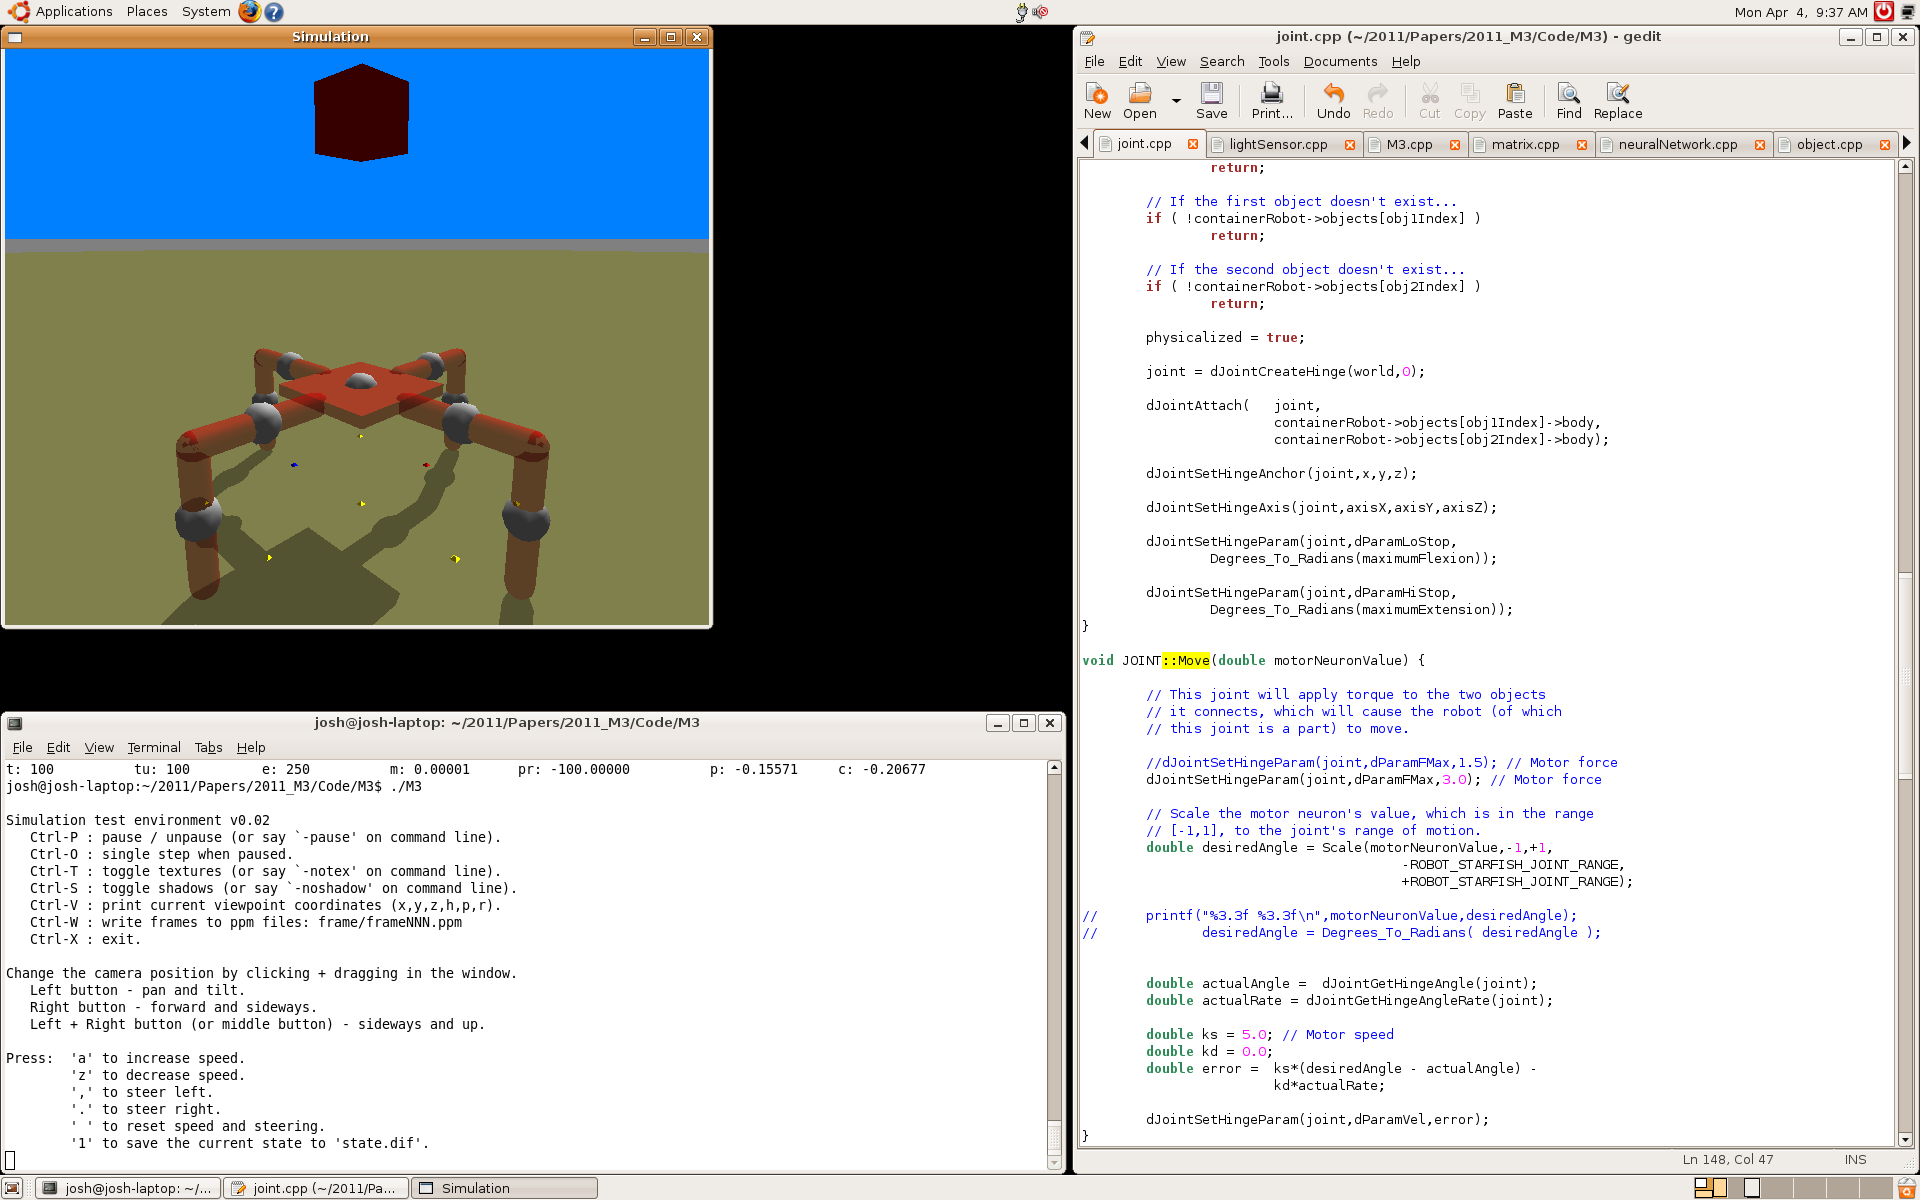 Applications Places System
Mon Apr 4, 9:37 AM
Simulation
joint.cpp (~/2011/Papers/2011_M3/Code/M3) - gedit
File Edit View Search Tools Documents Help
New Open Save Print... Undo Redo Cut Copy Paste Find Replace
joint.cpp lightSensor.cpp M3.cpp matrix.cpp neuralNetwork.cpp object.cpp
return;
// If the first object doesn't exist...
if ( !containerRobot->objects[obj1Index] )
return;
// If the second object doesn't exist...
if ( !containerRobot->objects[obj2Index] )
return;
physicalized = true;
joint = dJointCreateHinge(world,0);
dJointAttach( joint,
containerRobot->objects[obj1Index]->body,
containerRobot->objects[obj2Index]->body);
dJointSetHingeAnchor(joint,x,y,z);
dJointSetHingeAxis(joint,axisX,axisY,axisZ);
dJointSetHingeParam(joint,dParamLoStop,
Degrees_To_Radians(maximumFlexion));
dJointSetHingeParam(joint,dParamHiStop,
Degrees_To_Radians(maximumExtension));
}
void JOINT::Move(double motorNeuronValue) {
// This joint will apply torque to the two objects
// it connects, which will cause the robot (of which
// this joint is a part) to move.
//dJointSetHingeParam(joint,dParamFMax,1.5); // Motor force
dJointSetHingeParam(joint,dParamFMax,3.0); // Motor force
// Scale the motor neuron's value, which is in the range
// [-1,1], to the joint's range of motion.
double desiredAngle = Scale(motorNeuronValue,-1,+1,
-ROBOT_STARFISH_JOINT_RANGE,
+ROBOT_STARFISH_JOINT_RANGE);
// printf("%3.3f %3.3f\n",motorNeuronValue,desiredAngle);
// desiredAngle = Degrees_To_Radians( desiredAngle );
double actualAngle = dJointGetHingeAngle(joint);
double actualRate = dJointGetHingeAngleRate(joint);
double ks = 5.0; // Motor speed
double kd = 0.0;
double error = ks*(desiredAngle - actualAngle) -
kd*actualRate;
dJointSetHingeParam(joint,dParamVel,error);
}
Ln 148, Col 47 INS
josh@josh-laptop: ~/2011/Papers/2011_M3/Code/M3
File Edit View Terminal Tabs Help
t: 100 tu: 100 e: 250 m: 0.00001 pr: -100.00000 p: -0.15571 c: -0.20677
josh@josh-laptop:~/2011/Papers/2011_M3/Code/M3$ ./M3
Simulation test environment v0.02
Ctrl-P : pause / unpause (or say `-pause' on command line).
Ctrl-O : single step when paused.
Ctrl-T : toggle textures (or say `-notex' on command line).
Ctrl-S : toggle shadows (or say `-noshadow' on command line).
Ctrl-V : print current viewpoint coordinates (x,y,z,h,p,r).
Ctrl-W : write frames to ppm files: frame/frameNNN.ppm
Ctrl-X : exit.
Change the camera position by clicking + dragging in the window.
Left button - pan and tilt.
Right button - forward and sideways.
Left + Right button (or middle button) - sideways and up.
Press: 'a' to increase speed.
'z' to decrease speed.
',' to steer left.
'.' to steer right.
' ' to reset speed and steering.
'1' to save the current state to 'state.dif'.
josh@josh-laptop: ~/... joint.cpp (~/2011/Pa... Simulation